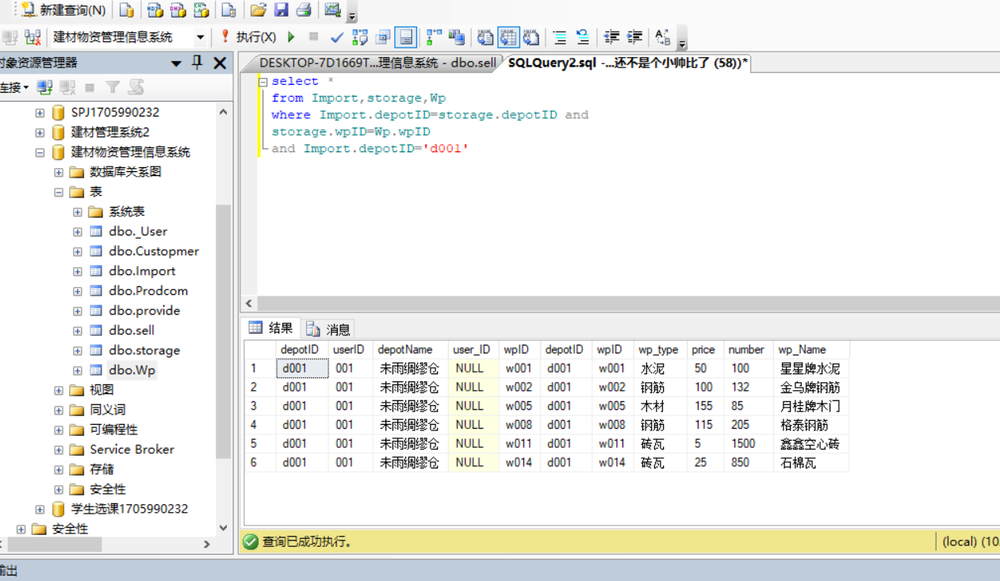 新建查询(N)
建材物资管理信息系统
执行(X)
对象资源管理器
DESKTOP-7D1669T...理信息系统 - dbo.sell
SQLQuery2.sql -...还不是个小帅比了 (58))*
连接
SPJ1705990232
建材管理系统2
建材物资管理信息系统
数据库关系图
表
系统表
dbo._User
dbo.Custopmer
dbo.Import
dbo.Prodcom
dbo.provide
dbo.sell
dbo.storage
dbo.Wp
视图
同义词
可编程性
Service Broker
存储
安全性
学生选课1705990232
安全性
select *
from Import,storage,Wp
where Import.depotID=storage.depotID and
storage.wpID=Wp.wpID
and Import.depotID='d001'
结果 消息
depotID userID depotName user_ID wpID depotID wpID wp_type price number wp_Name
1 d001 001 未雨绸缪仓 NULL w001 d001 w001 水泥 50 100 星星牌水泥
2 d001 001 未雨绸缪仓 NULL w002 d001 w002 钢筋 100 132 金乌牌钢筋
3 d001 001 未雨绸缪仓 NULL w005 d001 w005 木材 155 85 月桂牌木门
4 d001 001 未雨绸缪仓 NULL w008 d001 w008 钢筋 115 205 格泰钢筋
5 d001 001 未雨绸缪仓 NULL w011 d001 w011 砖瓦 5 1500 鑫鑫空心砖
6 d001 001 未雨绸缪仓 NULL w014 d001 w014 砖瓦 25 850 石棉瓦
查询已成功执行。
(local) (10.
输出